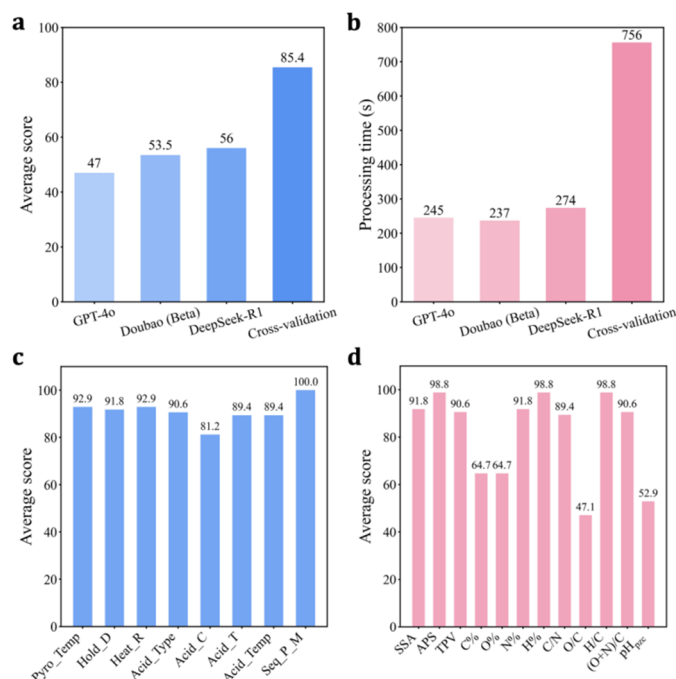 a
Average score
100
80
60
40
20
0
47
53.5
56
85.4
GPT-4o
Doubao (Beta)
DeepSeek-R1
Cross-validation
b
Processing time (s)
800
700
600
500
400
300
200
100
0
245
237
274
756
GPT-4o
Doubao (Beta)
DeepSeek-R1
Cross-validation
c
Average score
100
80
60
40
20
0
92.9
91.8
92.9
90.6
81.2
89.4
89.4
100.0
Pyro_Temp
Hold_D
Heat_R
Acid_Type
Acid_C
Acid_T
Acid_Temp
Seq_P_M
d
Average score
100
80
60
40
20
0
91.8
98.8
90.6
64.7
64.7
91.8
98.8
89.4
47.1
98.8
90.6
52.9
SSA
APS
TPV
C%
O%
N%
H%
C/N
O/C
H/C
(O+N)/C
pHpzc